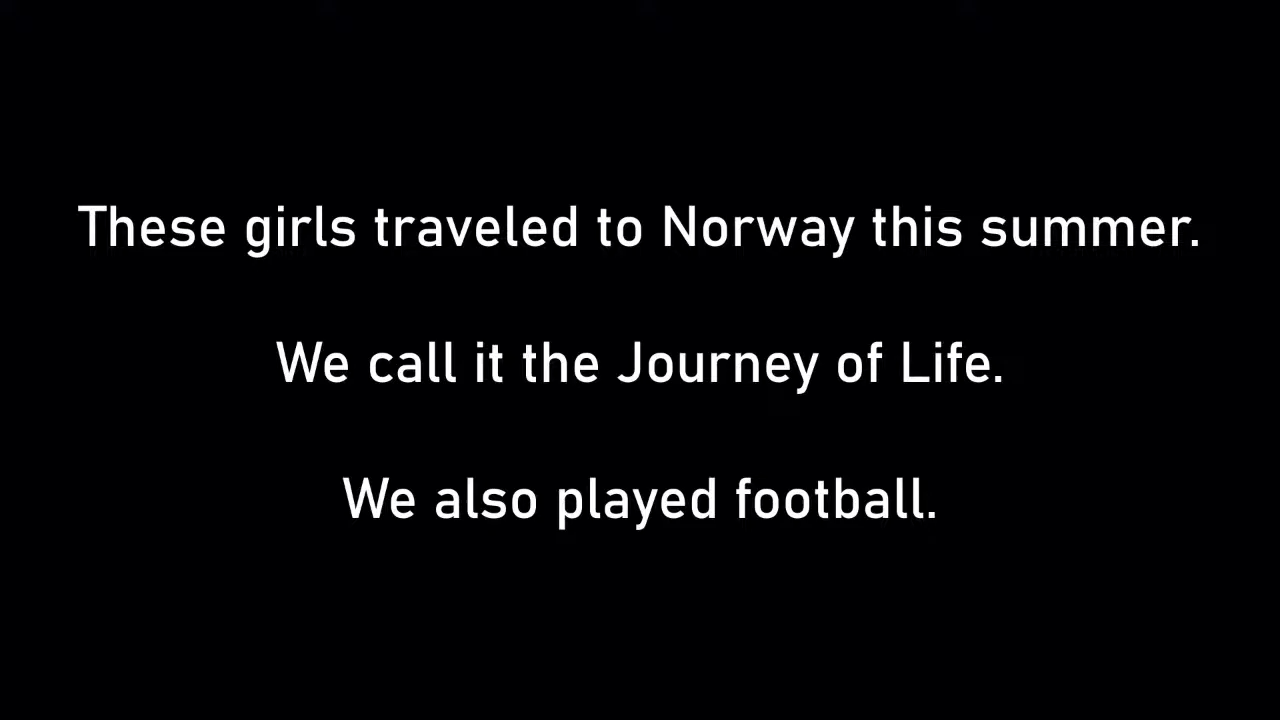 These girls traveled to Norway this summer.
We call it the Journey of Life.
We also played football.